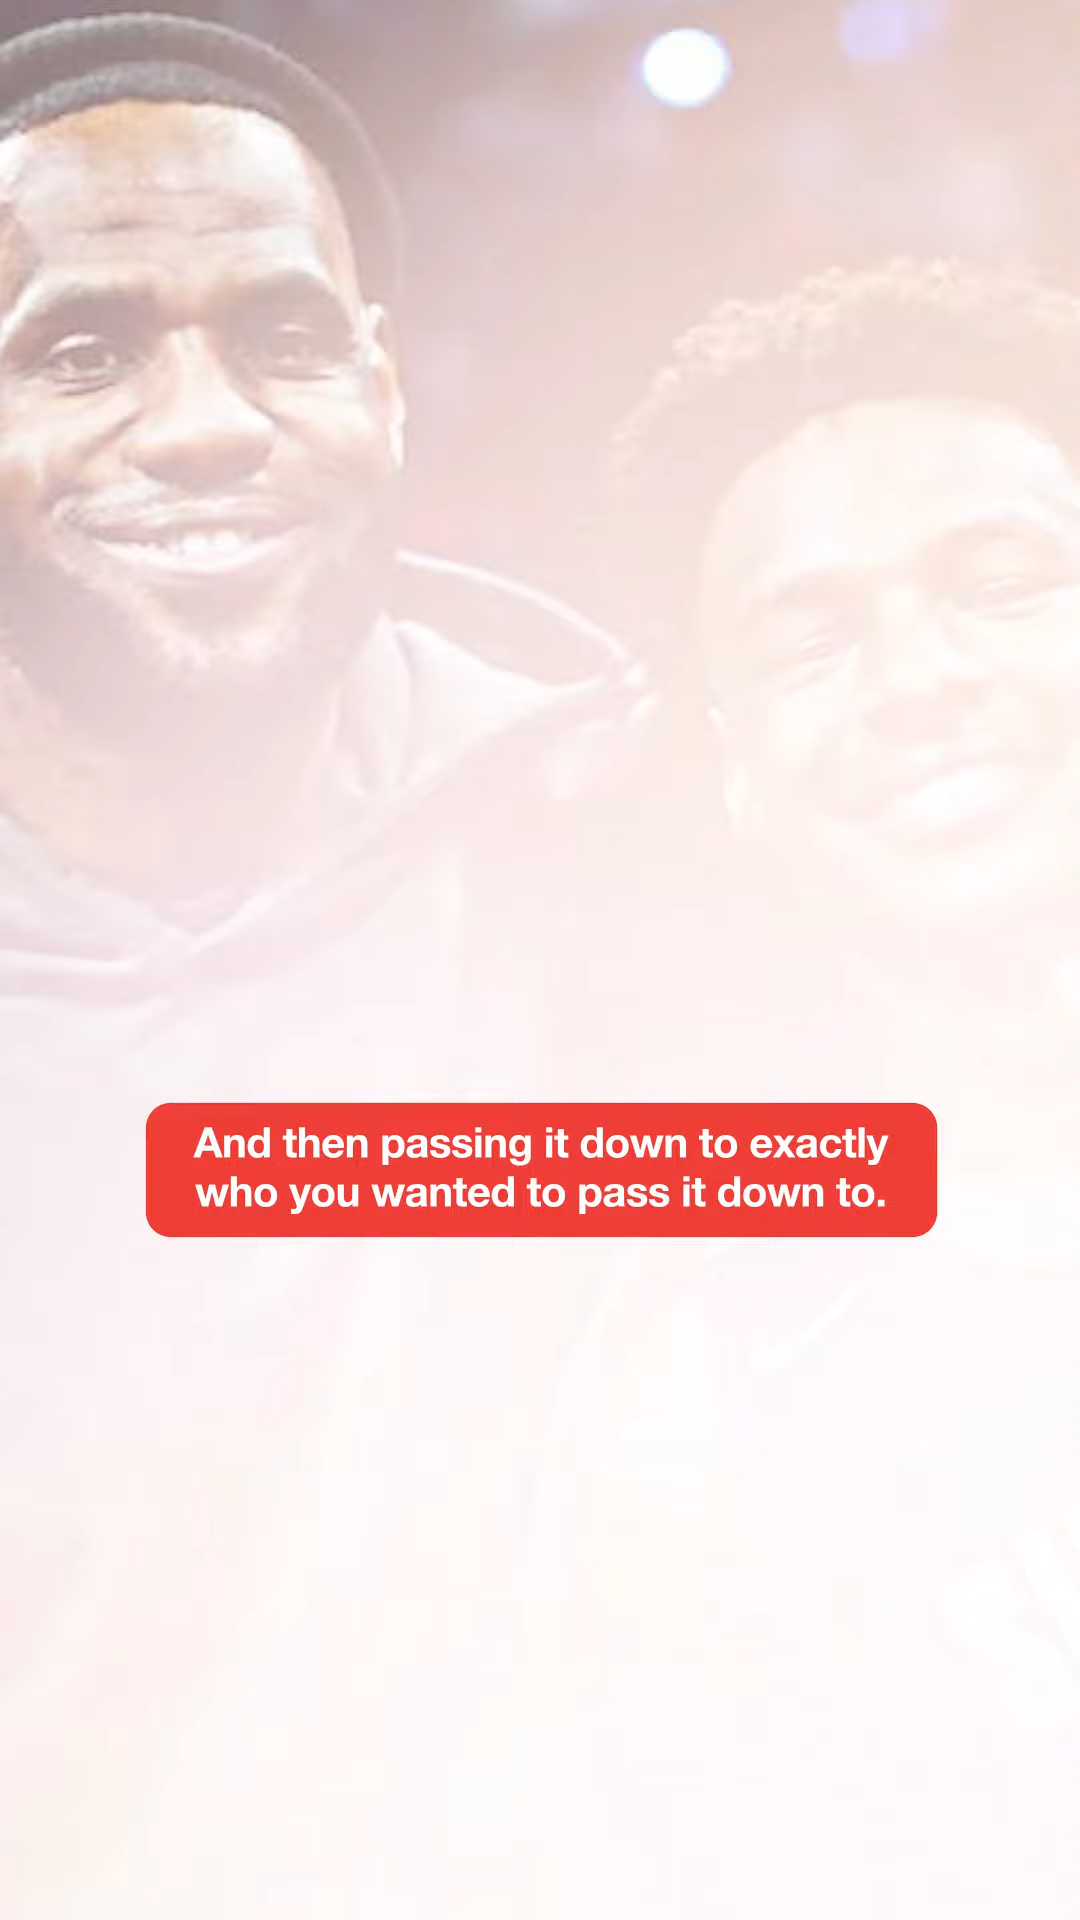 And then passing it down to exactly
who you wanted to pass it down to.